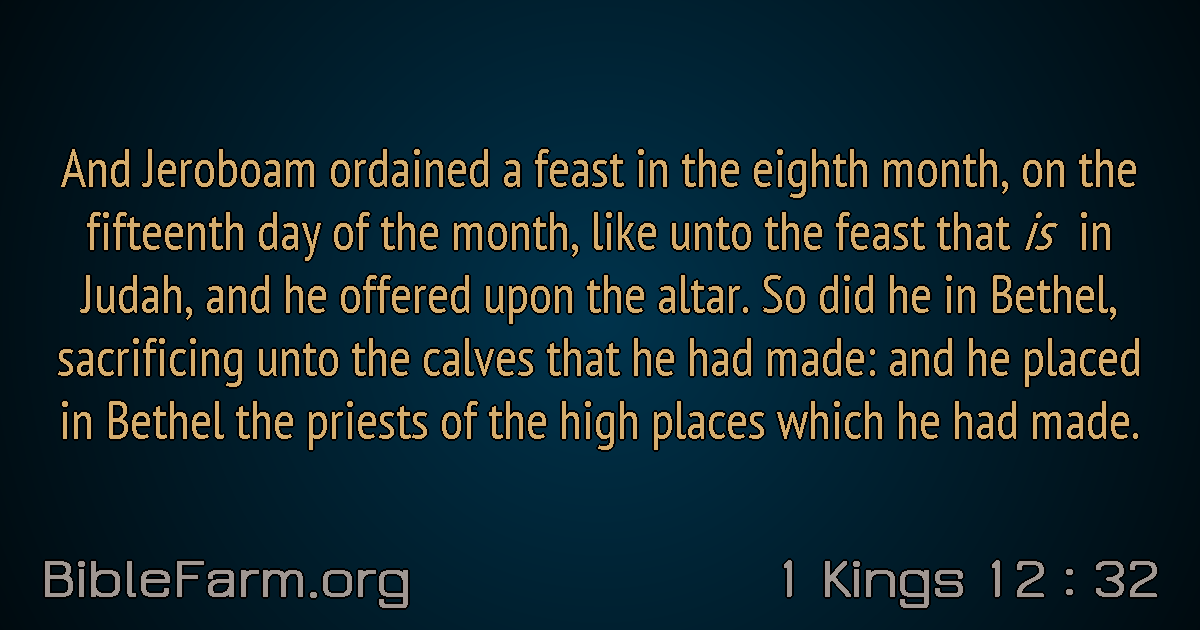 And Jeroboam ordained a feast in the eighth month, on the
fifteenth day of the month, like unto the feast that is in
Judah, and he offered upon the altar. So did he in Bethel,
sacrificing unto the calves that he had made: and he placed
in Bethel the priests of the high places which he had made.
BibleFarm.org
1 Kings 12 : 32